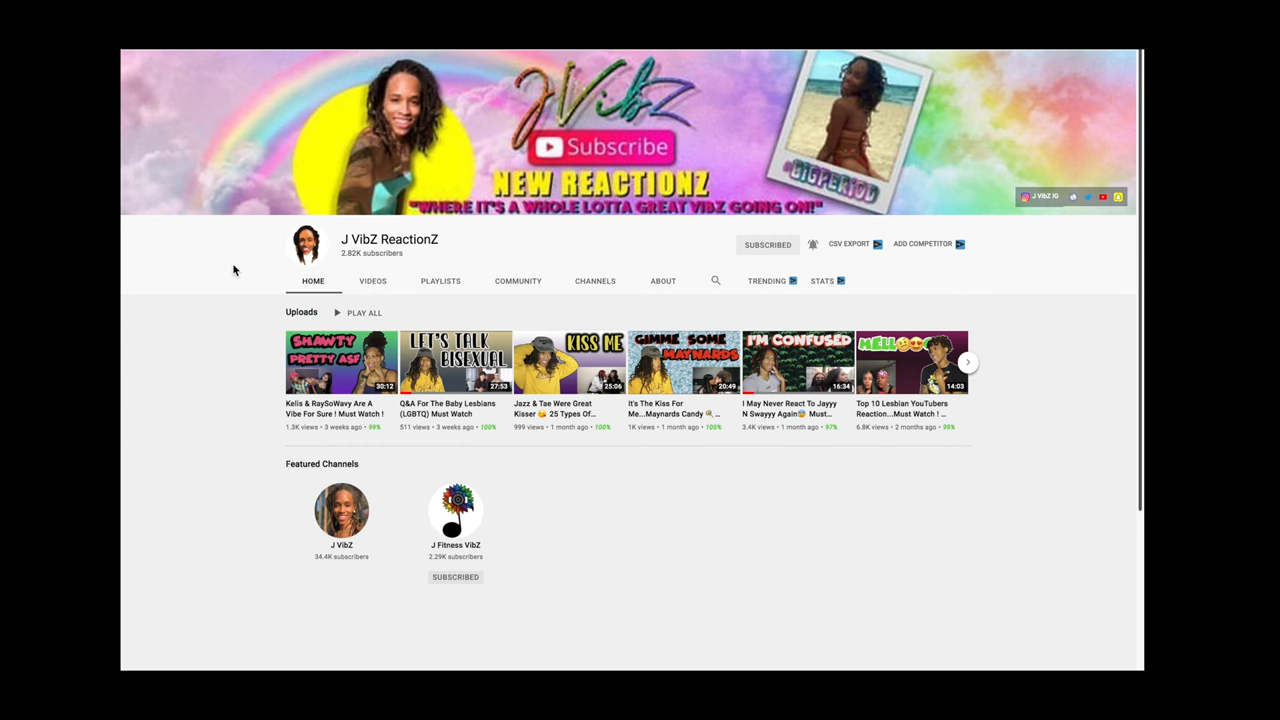 JVibZ
Subscribe
NEW REACTIONZ
"WHERE IT'S A WHOLE LOTTA GREAT VIBZ GOING ON!"
#BIGPERIOD
J VibZ IG
J VibZ ReactionZ
2.82K subscribers
SUBSCRIBED
CSV EXPORT
ADD COMPETITOR
HOME
VIDEOS
PLAYLISTS
COMMUNITY
CHANNELS
ABOUT
TRENDING
STATS
Uploads
PLAY ALL
SHAWTY
PRETTY ASF
30:12
LET'S TALK
BISEXUAL
27:53
KISS ME
25:06
GIMME SOME
MAYNARDS
20:49
I'M CONFUSED
16:34
HELLO
14:03
Kelis & RaySoWavy Are A
Vibe For Sure ! Must Watch !
1.3K views • 3 weeks ago • 99%
Q&A For The Baby Lesbians
(LGBTQ) Must Watch
511 views • 3 weeks ago • 100%
Jazz & Tae Were Great
Kisser 😘 25 Types Of...
999 views • 1 month ago • 100%
It's The Kiss For
Me...Maynards Candy 🍭 ...
1K views • 1 month ago • 100%
I May Never React To Jayyy
N Swayyy Again😰 Must...
3.4K views • 1 month ago • 97%
Top 10 Lesbian YouTubers
Reaction...Must Watch ! ...
6.8K views • 2 months ago • 99%
Featured Channels
J VibZ
34.4K subscribers
J Fitness VibZ
2.29K subscribers
SUBSCRIBED